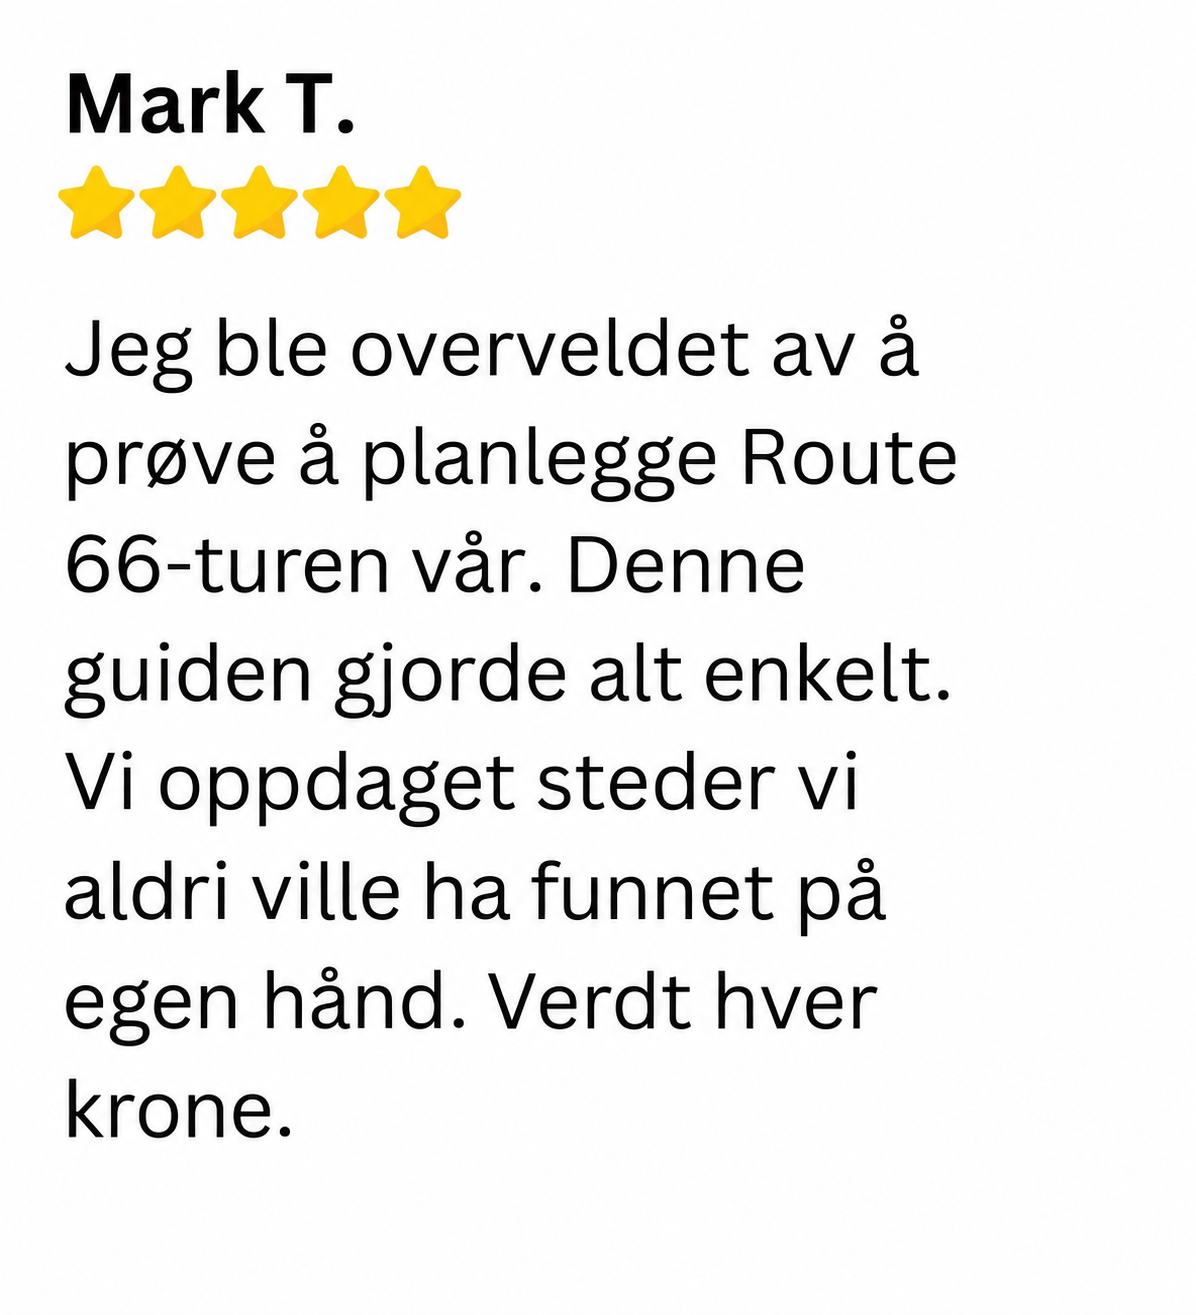 Mark T.
Jeg ble overveldet av å
prøve å planlegge Route
66-turen vår. Denne
guiden gjorde alt enkelt.
Vi oppdaget steder vi
aldri ville ha funnet på
egen hånd. Verdt hver
krone.